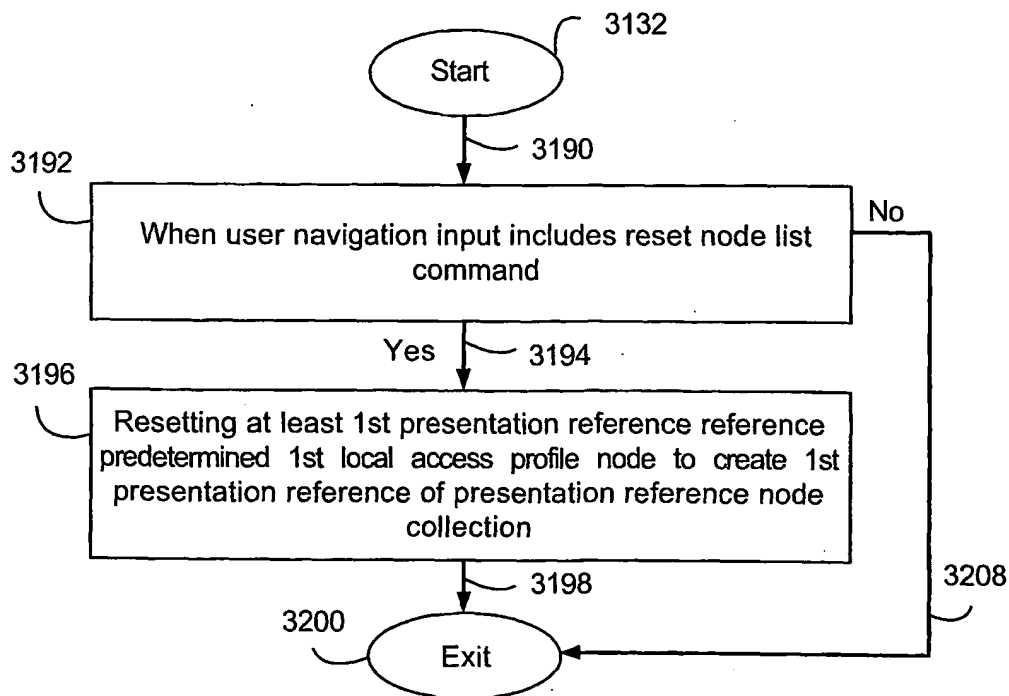 3132
Start
3190
3192
No
When user navigation input includes reset node list
command
Yes
3194
3196
Resetting at least 1st presentation reference reference
predetermined 1st local access profile node to create 1st
presentation reference of presentation reference node
collection
3198
3208
3200
Exit